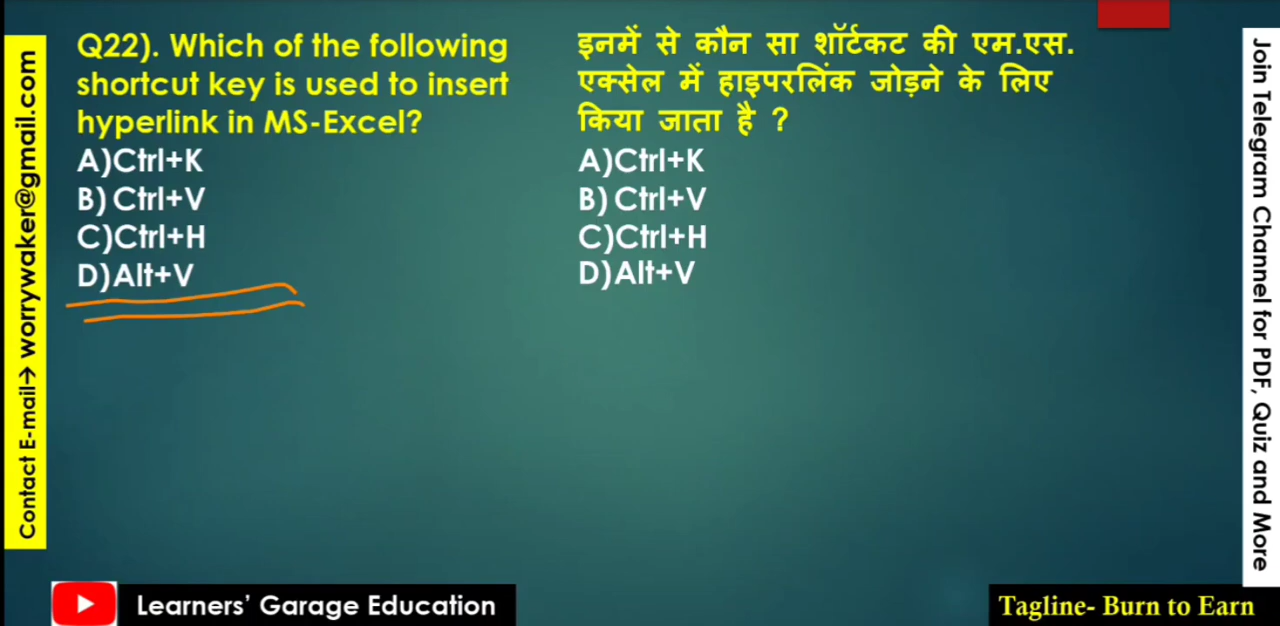 Q22). Which of the following
shortcut key is used to insert
hyperlink in MS-Excel?
A)Ctrl+K
B) Ctrl+V
C)Ctrl+H
D)Alt+V
इनमें से कौन सा शॉर्टकट की एम.एस.
एक्सेल में हाइपरलिंक जोड़ने के लिए
किया जाता है ?
A)Ctrl+K
B) Ctrl+V
C)Ctrl+H
D)Alt+V
Contact E-mail→ worrywaker@gmail.com
Join Telegram Channel for PDF, Quiz and More
Learners’ Garage Education
Tagline- Burn to Earn